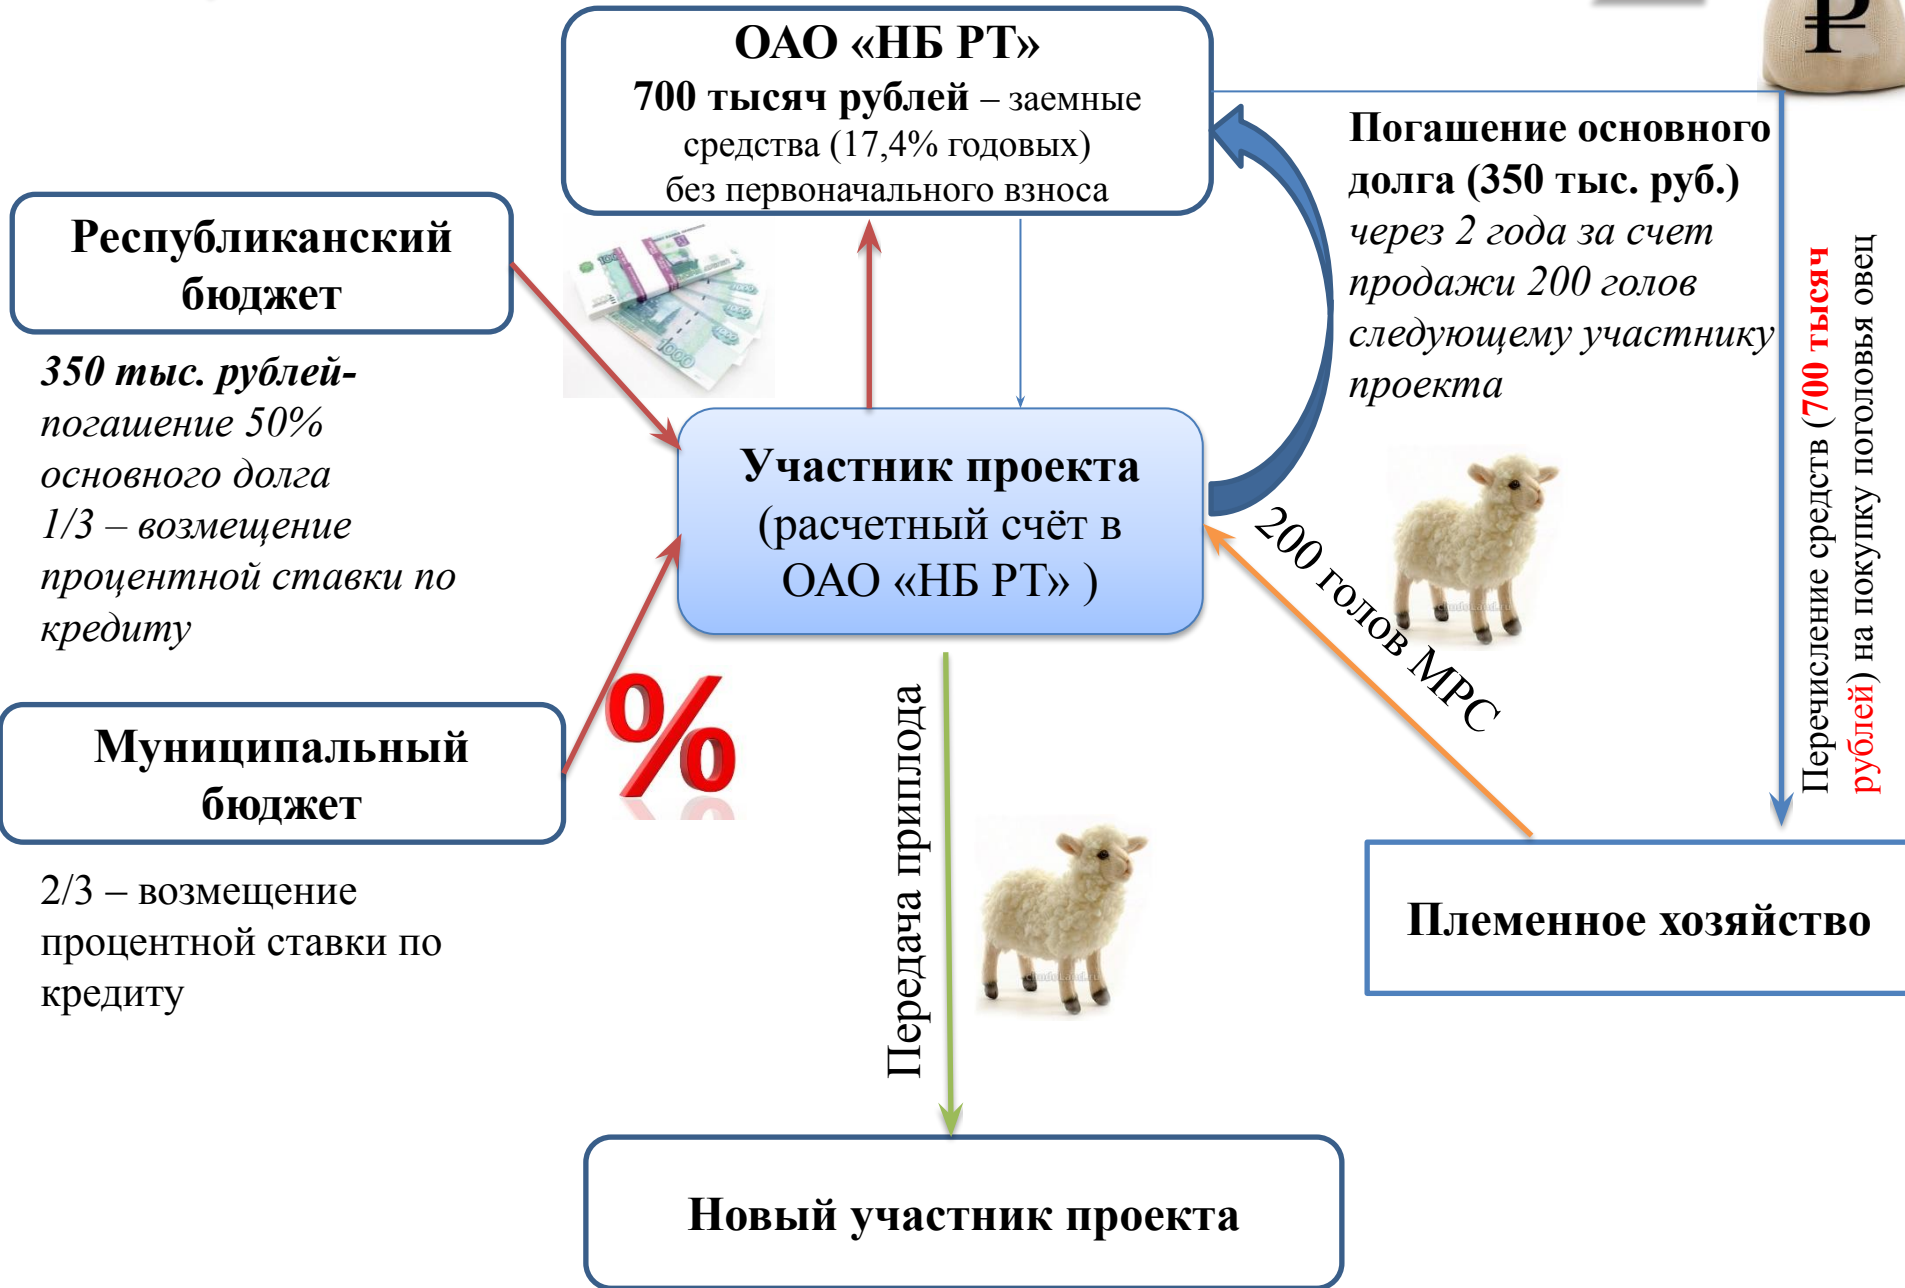 ОАО «НБ РТ»
700 тысяч рублей – заемные
средства (17,4% годовых)
без первоначального взноса
₽
Погашение основного
долга (350 тыс. руб.)
через 2 года за счет
продажи 200 голов
следующему участнику
проекта
Перечисление средств (700 тысяч
рублей) на покупку поголовья овец
Республиканский
бюджет
350 тыс. рублей-
погашение 50%
основного долга
1/3 – возмещение
процентной ставки по
кредиту
1000
Участник проекта
(расчетный счёт в
ОАО «НБ РТ» )
200 голов МРС
Муниципальный
бюджет
%
2/3 – возмещение
процентной ставки по
кредиту
Передача приплода
Племенное хозяйство
Новый участник проекта